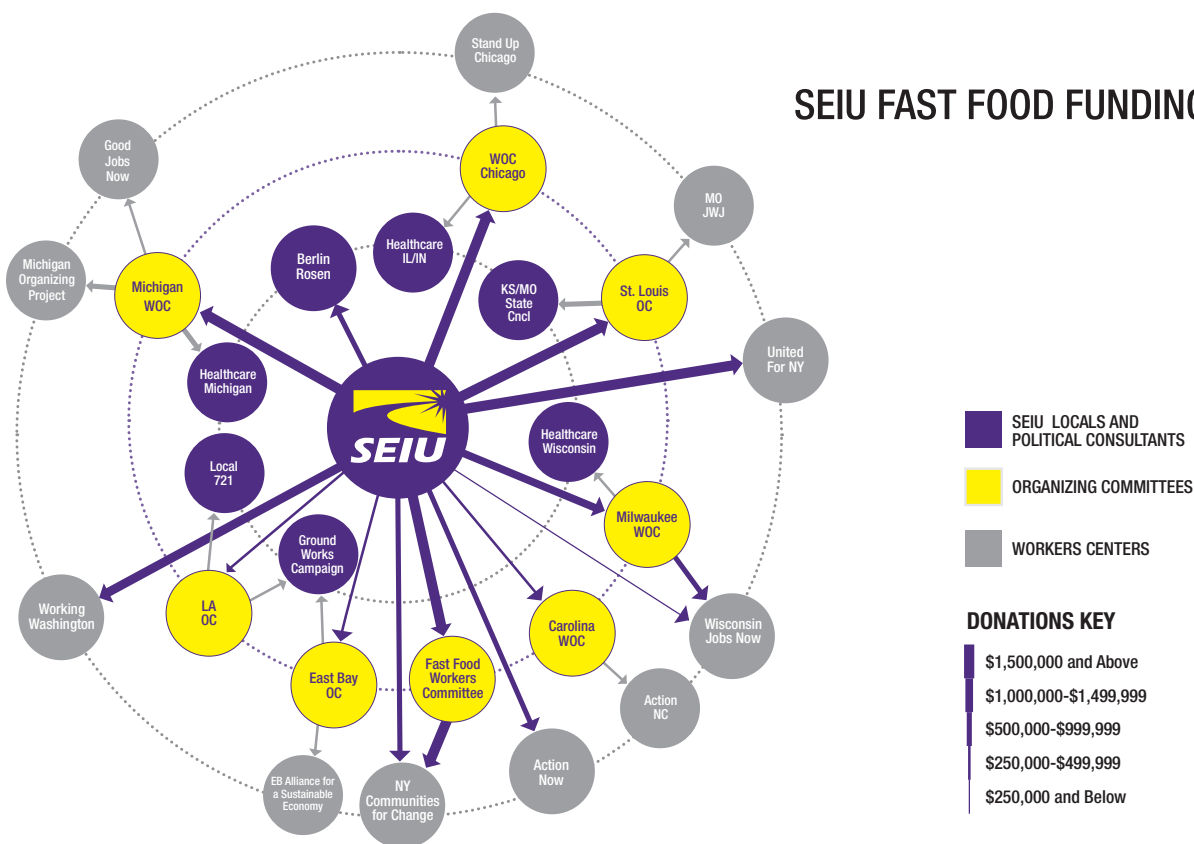 Stand Up
Chicago
SEIU FAST FOOD FUNDING
Good
Jobs
Now
WOC
Chicago
MO
JWJ
Healthcare
IL/IN
Berlin
Rosen
Michigan
Organizing
Project
Michigan
WOC
KS/MO
State
Cncl
St. Louis
OC
United
For NY
Healthcare
Michigan
SEIU
Healthcare
Wisconsin
Local
721
Milwaukee
WOC
Ground
Works
Campaign
Working
Washington
LA
OC
Carolina
WOC
Wisconsin
Jobs Now
East Bay
OC
Fast Food
Workers
Committee
Action
NC
EB Alliance for
a Sustainable
Economy
NY
Communities
for Change
Action
Now
SEIU LOCALS AND
POLITICAL CONSULTANTS
ORGANIZING COMMITTEES
WORKERS CENTERS
DONATIONS KEY
$1,500,000 and Above
$1,000,000-$1,499,999
$500,000-$999,999
$250,000-$499,999
$250,000 and Below